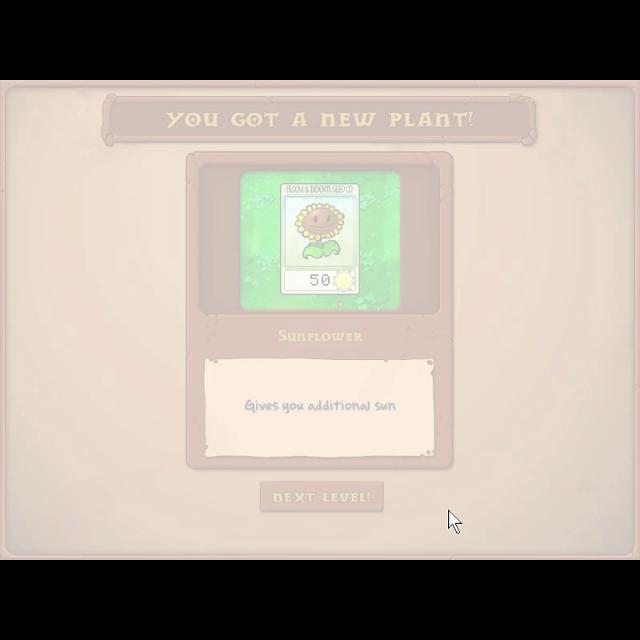 YOU GOT A NEW PLANT!
BLOOM & DOOM SEED CO
50
Sunflower
Gives you additional sun
NEXT LEVEL!